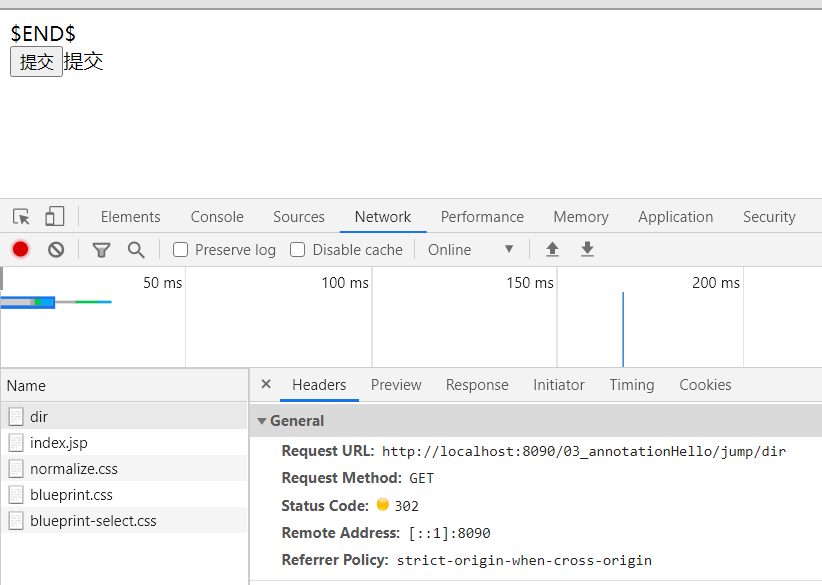 $END$
提交提交
Elements Console Sources Network Performance Memory Application Security
Preserve log Disable cache Online
50 ms 100 ms 150 ms 200 ms
Name
Headers Preview Response Initiator Timing Cookies
dir
index.jsp
normalize.css
blueprint.css
blueprint-select.css
General
Request URL: http://localhost:8090/03_annotationHello/jump/dir
Request Method: GET
Status Code: 302
Remote Address: [::1]:8090
Referrer Policy: strict-origin-when-cross-origin